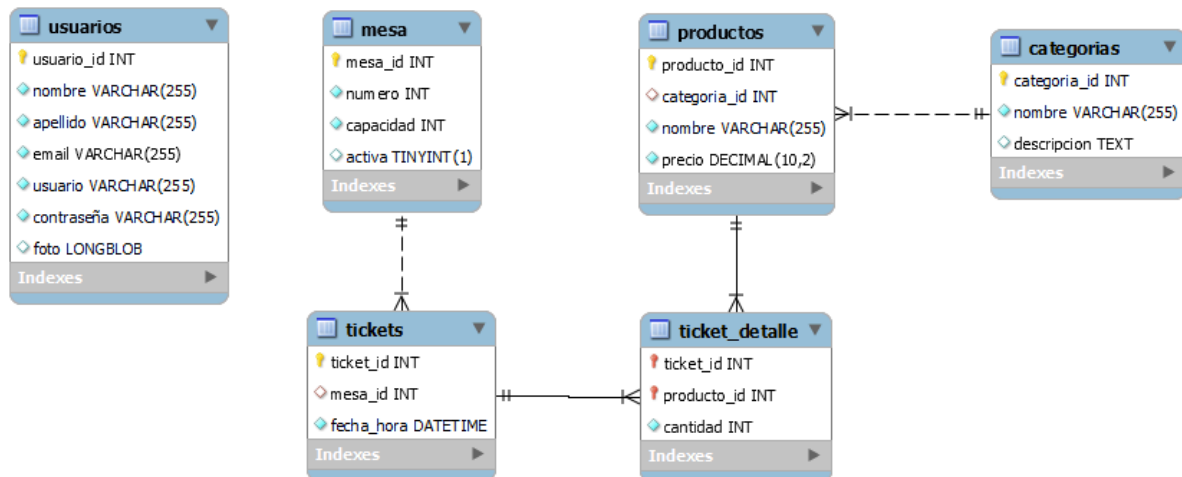 usuarios
usuario_id INT
nombre VARCHAR(255)
apellido VARCHAR(255)
email VARCHAR(255)
usuario VARCHAR(255)
contraseña VARCHAR(255)
foto LONGBLOB
Indexes
mesa
mesa_id INT
numero INT
capacidad INT
activa TINYINT(1)
Indexes
productos
producto_id INT
categoria_id INT
nombre VARCHAR(255)
precio DECIMAL(10,2)
Indexes
categorias
categoria_id INT
nombre VARCHAR(255)
descripcion TEXT
Indexes
tickets
ticket_id INT
mesa_id INT
fecha_hora DATETIME
Indexes
ticket_detalle
ticket_id INT
producto_id INT
cantidad INT
Indexes